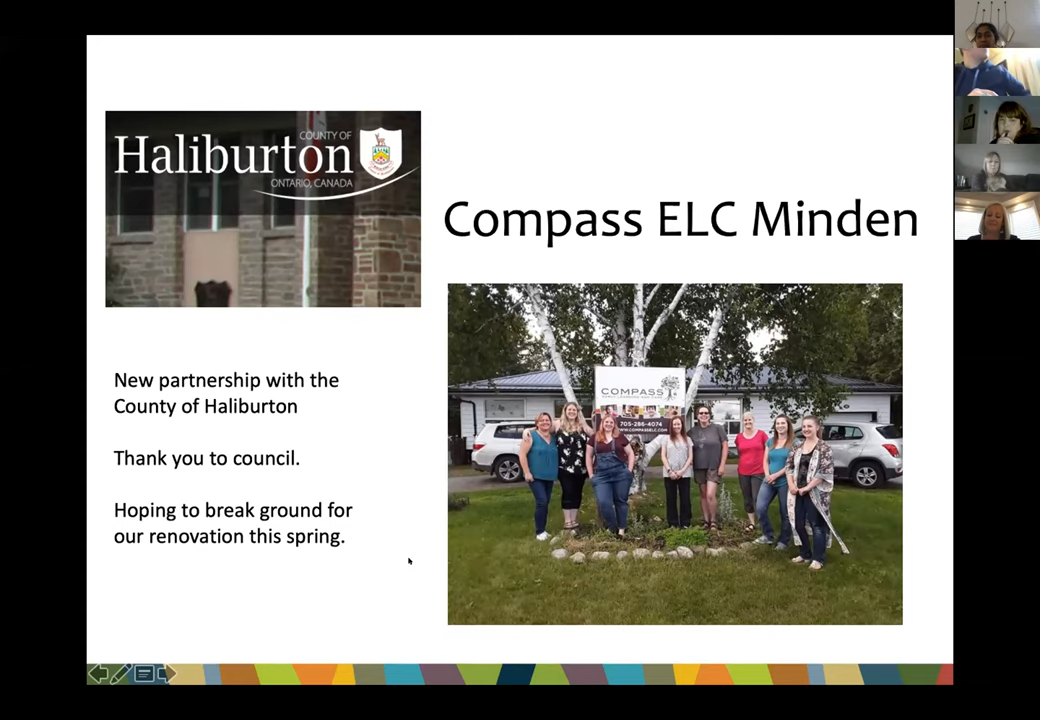 COUNTY OF
Haliburton
ONTARIO, CANADA
Compass ELC Minden
New partnership with the
County of Haliburton
Thank you to council.
Hoping to break ground for
our renovation this spring.
COMPASS
705-286-4074
WWW.COMPASSELC.COM